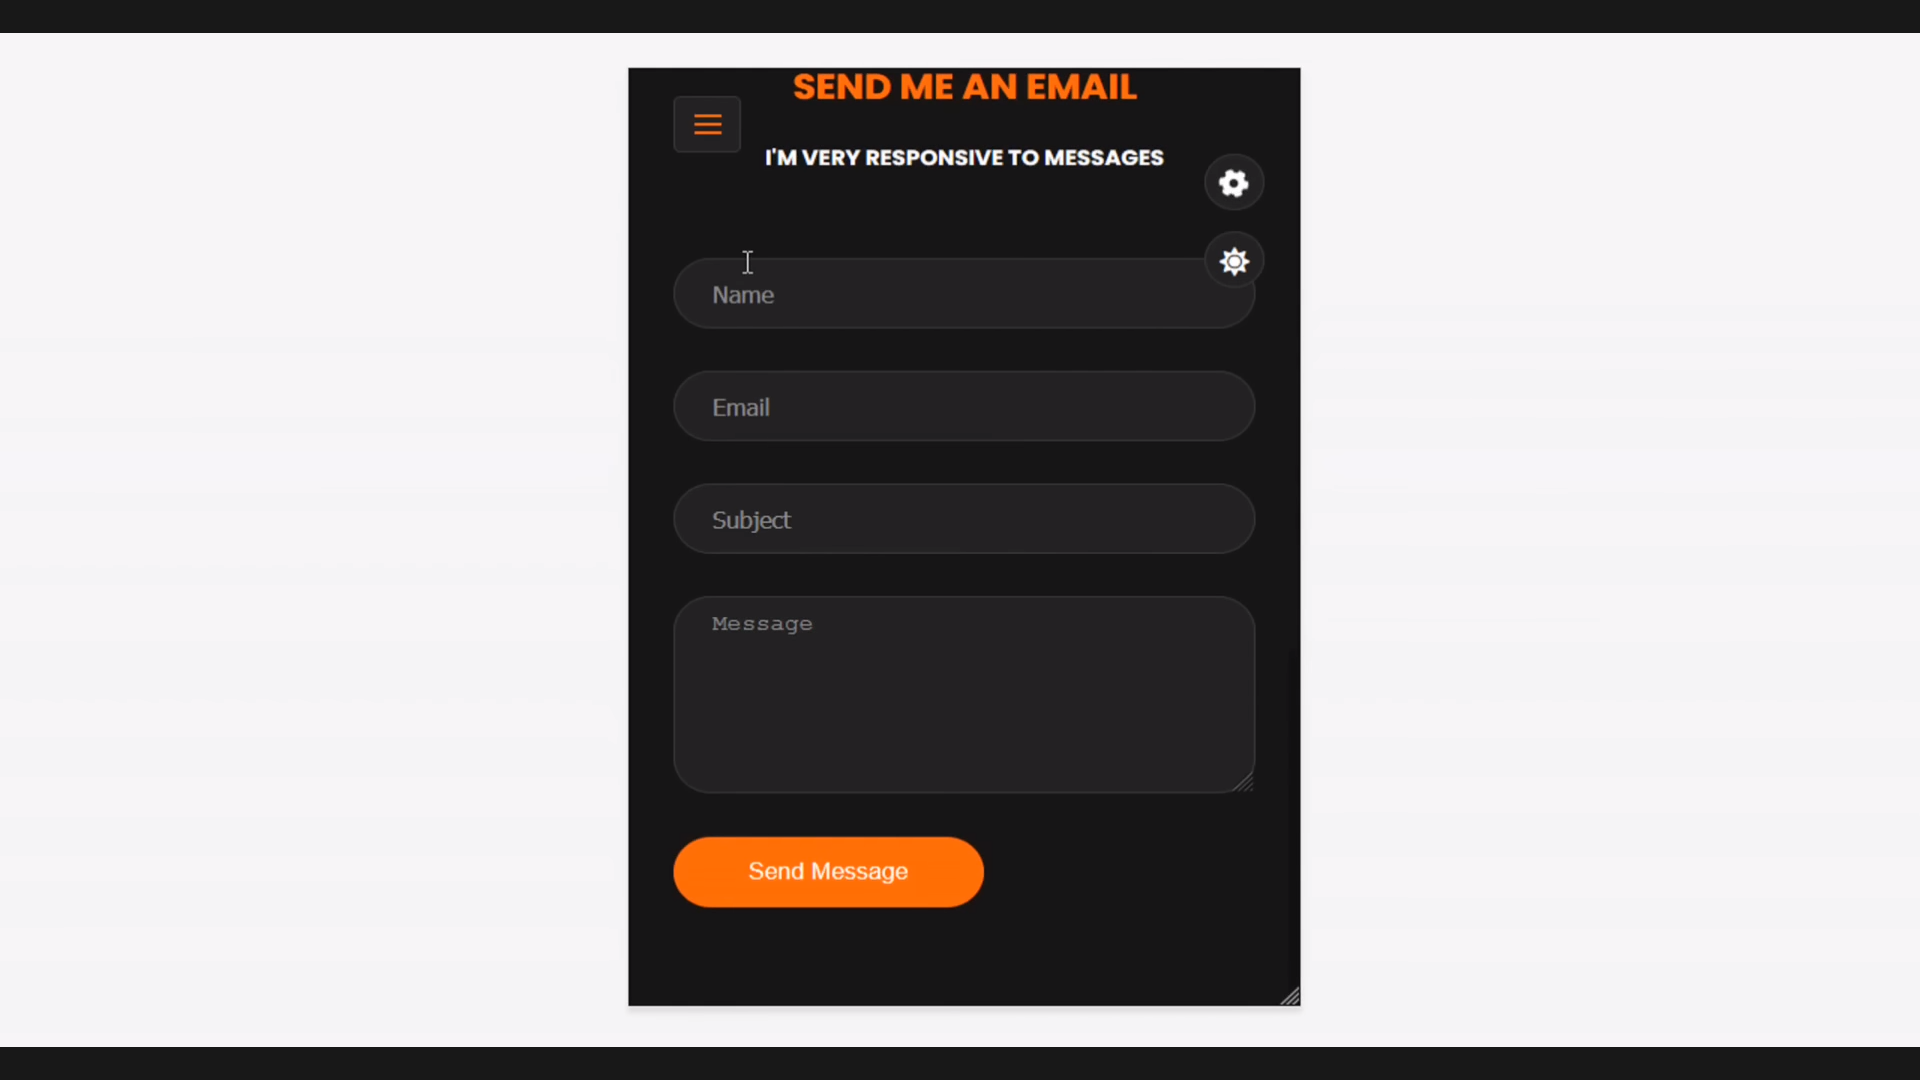 SEND ME AN EMAIL
I'M VERY RESPONSIVE TO MESSAGES
Name
Email
Subject
Message
Send Message